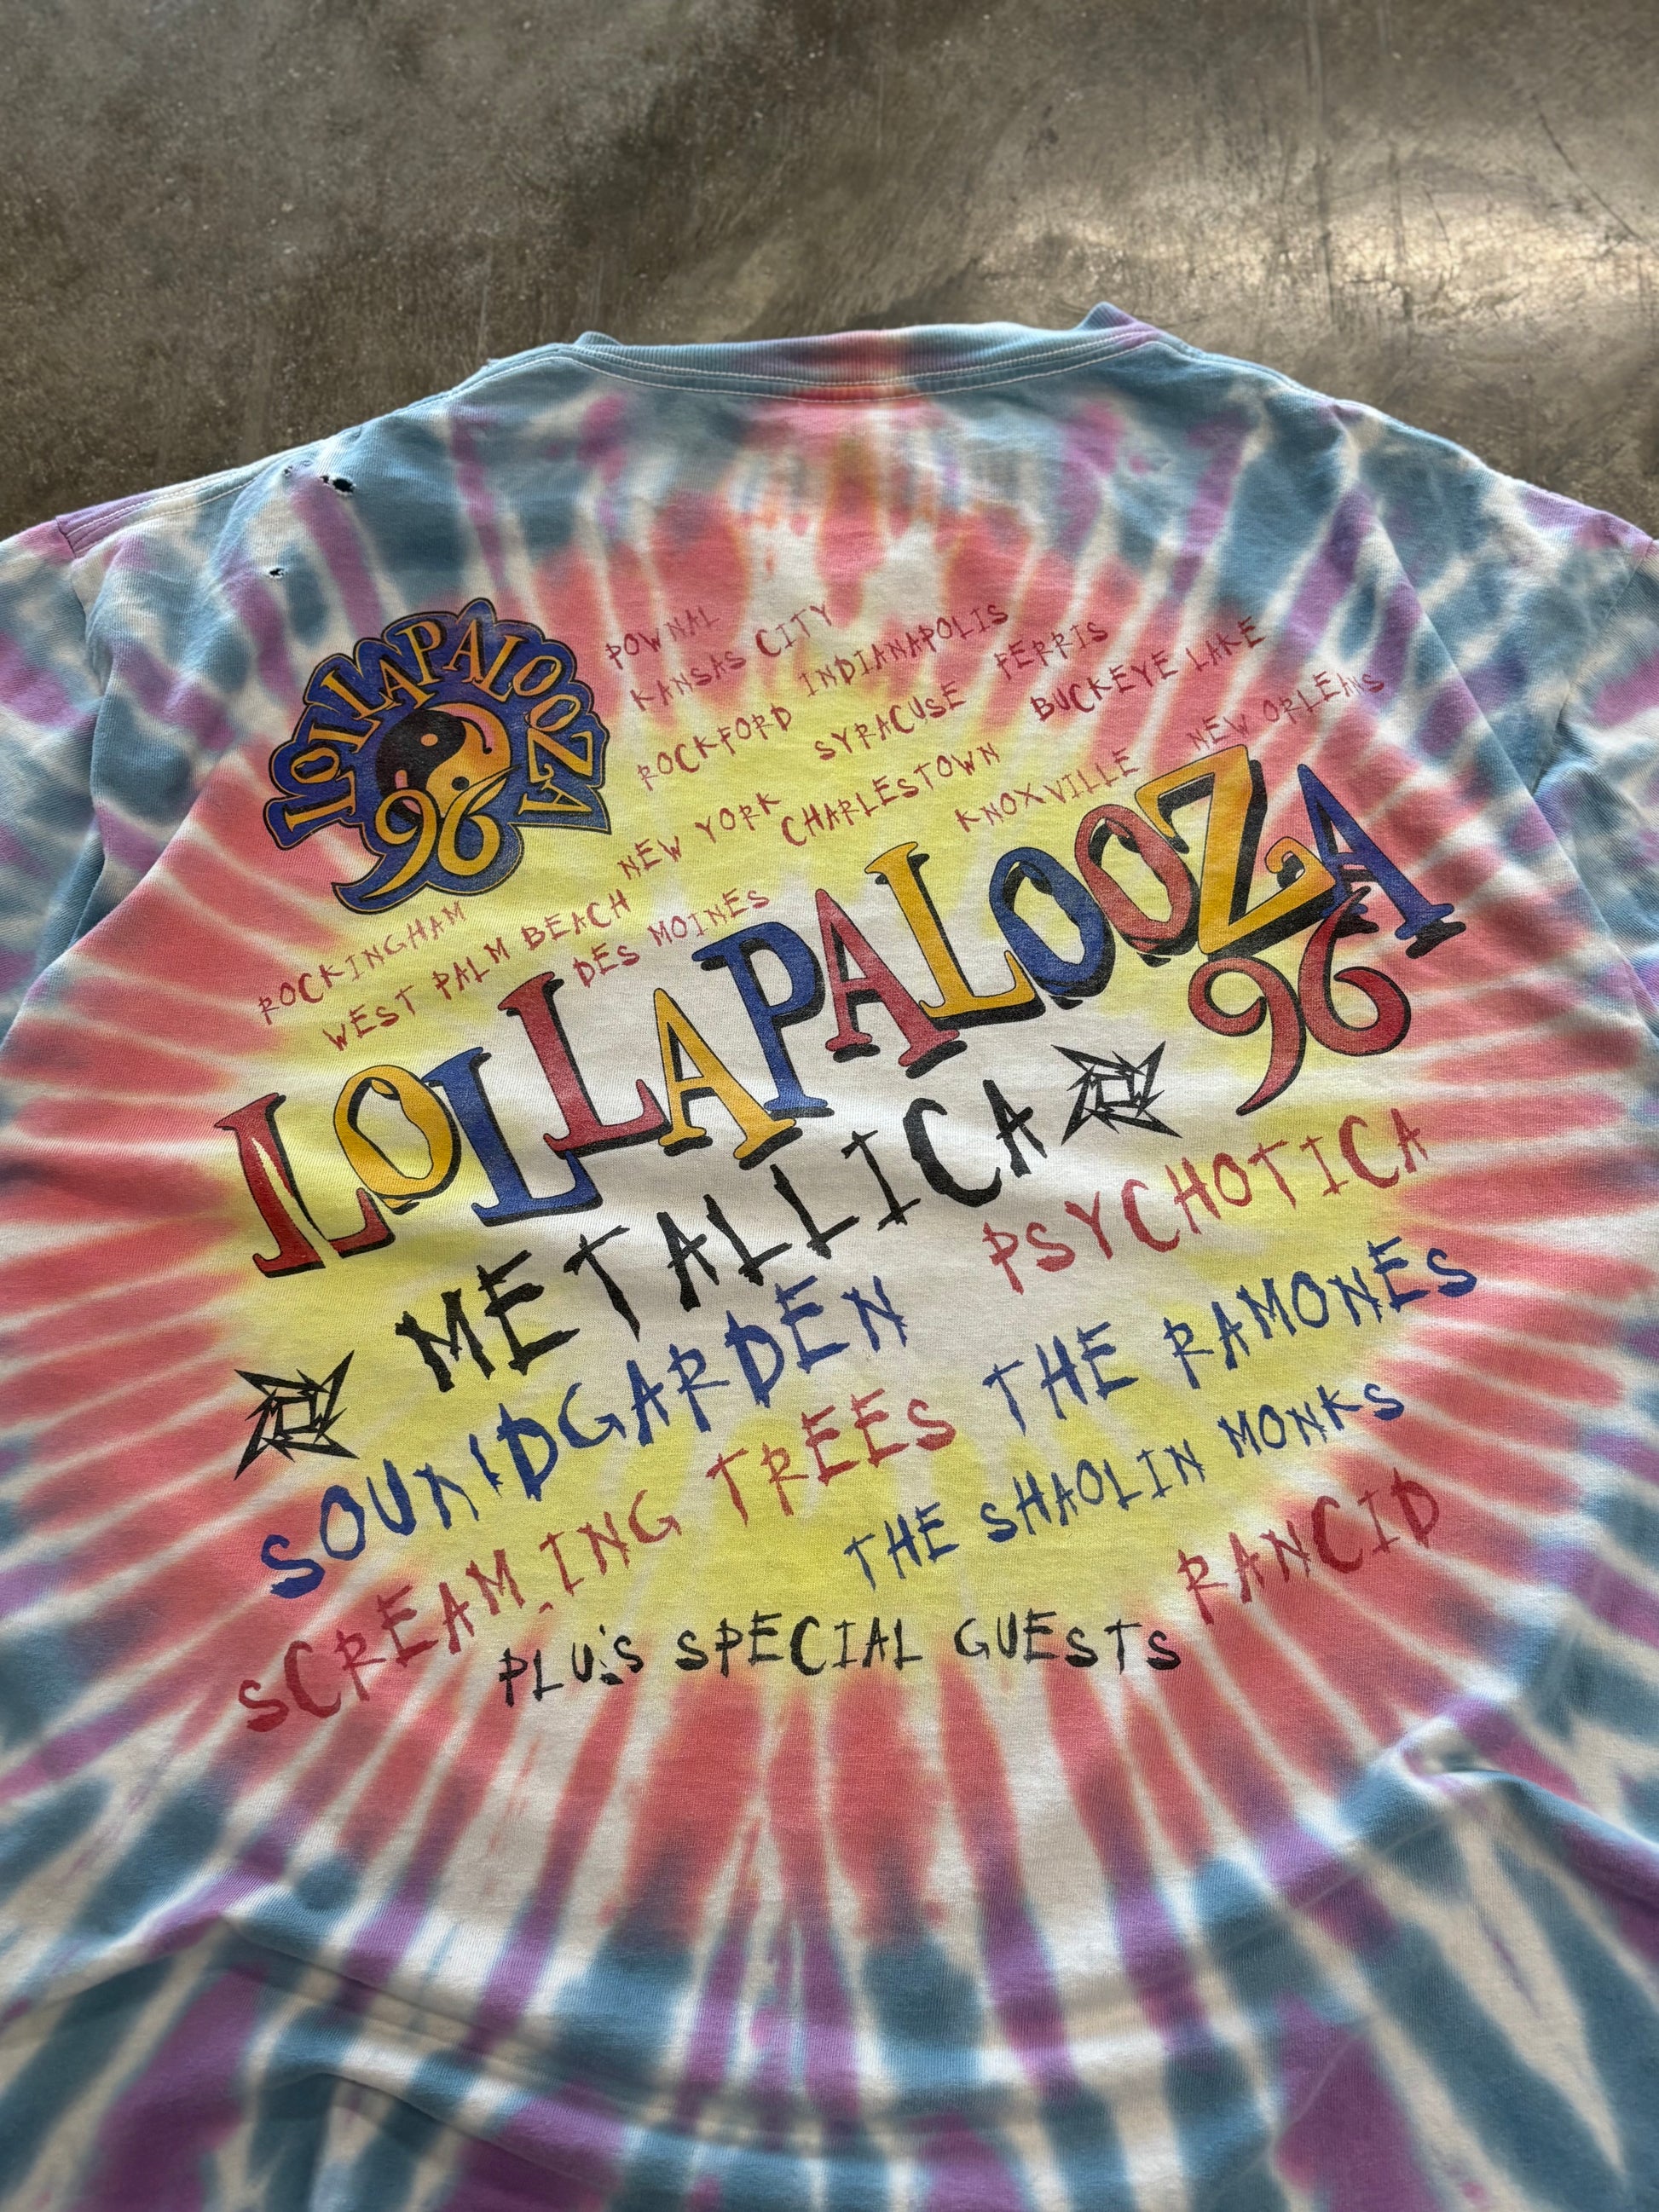 LOLLAPALOOZA
96
POWNAL
KANSAS CITY
INDIANAPOLIS
FERRIS
ROCKFORD
SYRACUSE
BUCKEYE LAKE
NEW YORK
CHARLESTOWN
KNOXVILLE
NEW ORLEANS
ROCKINGHAM
WEST PALM BEACH
DES MOINES
LOLLAPALOOZA
96
METALLICA
PSYCHOTICA
SOUNDGARDEN
THE RAMONES
SCREAMING TREES
THE SHAOLIN MONKS
RANCID
PLUS SPECIAL GUESTS